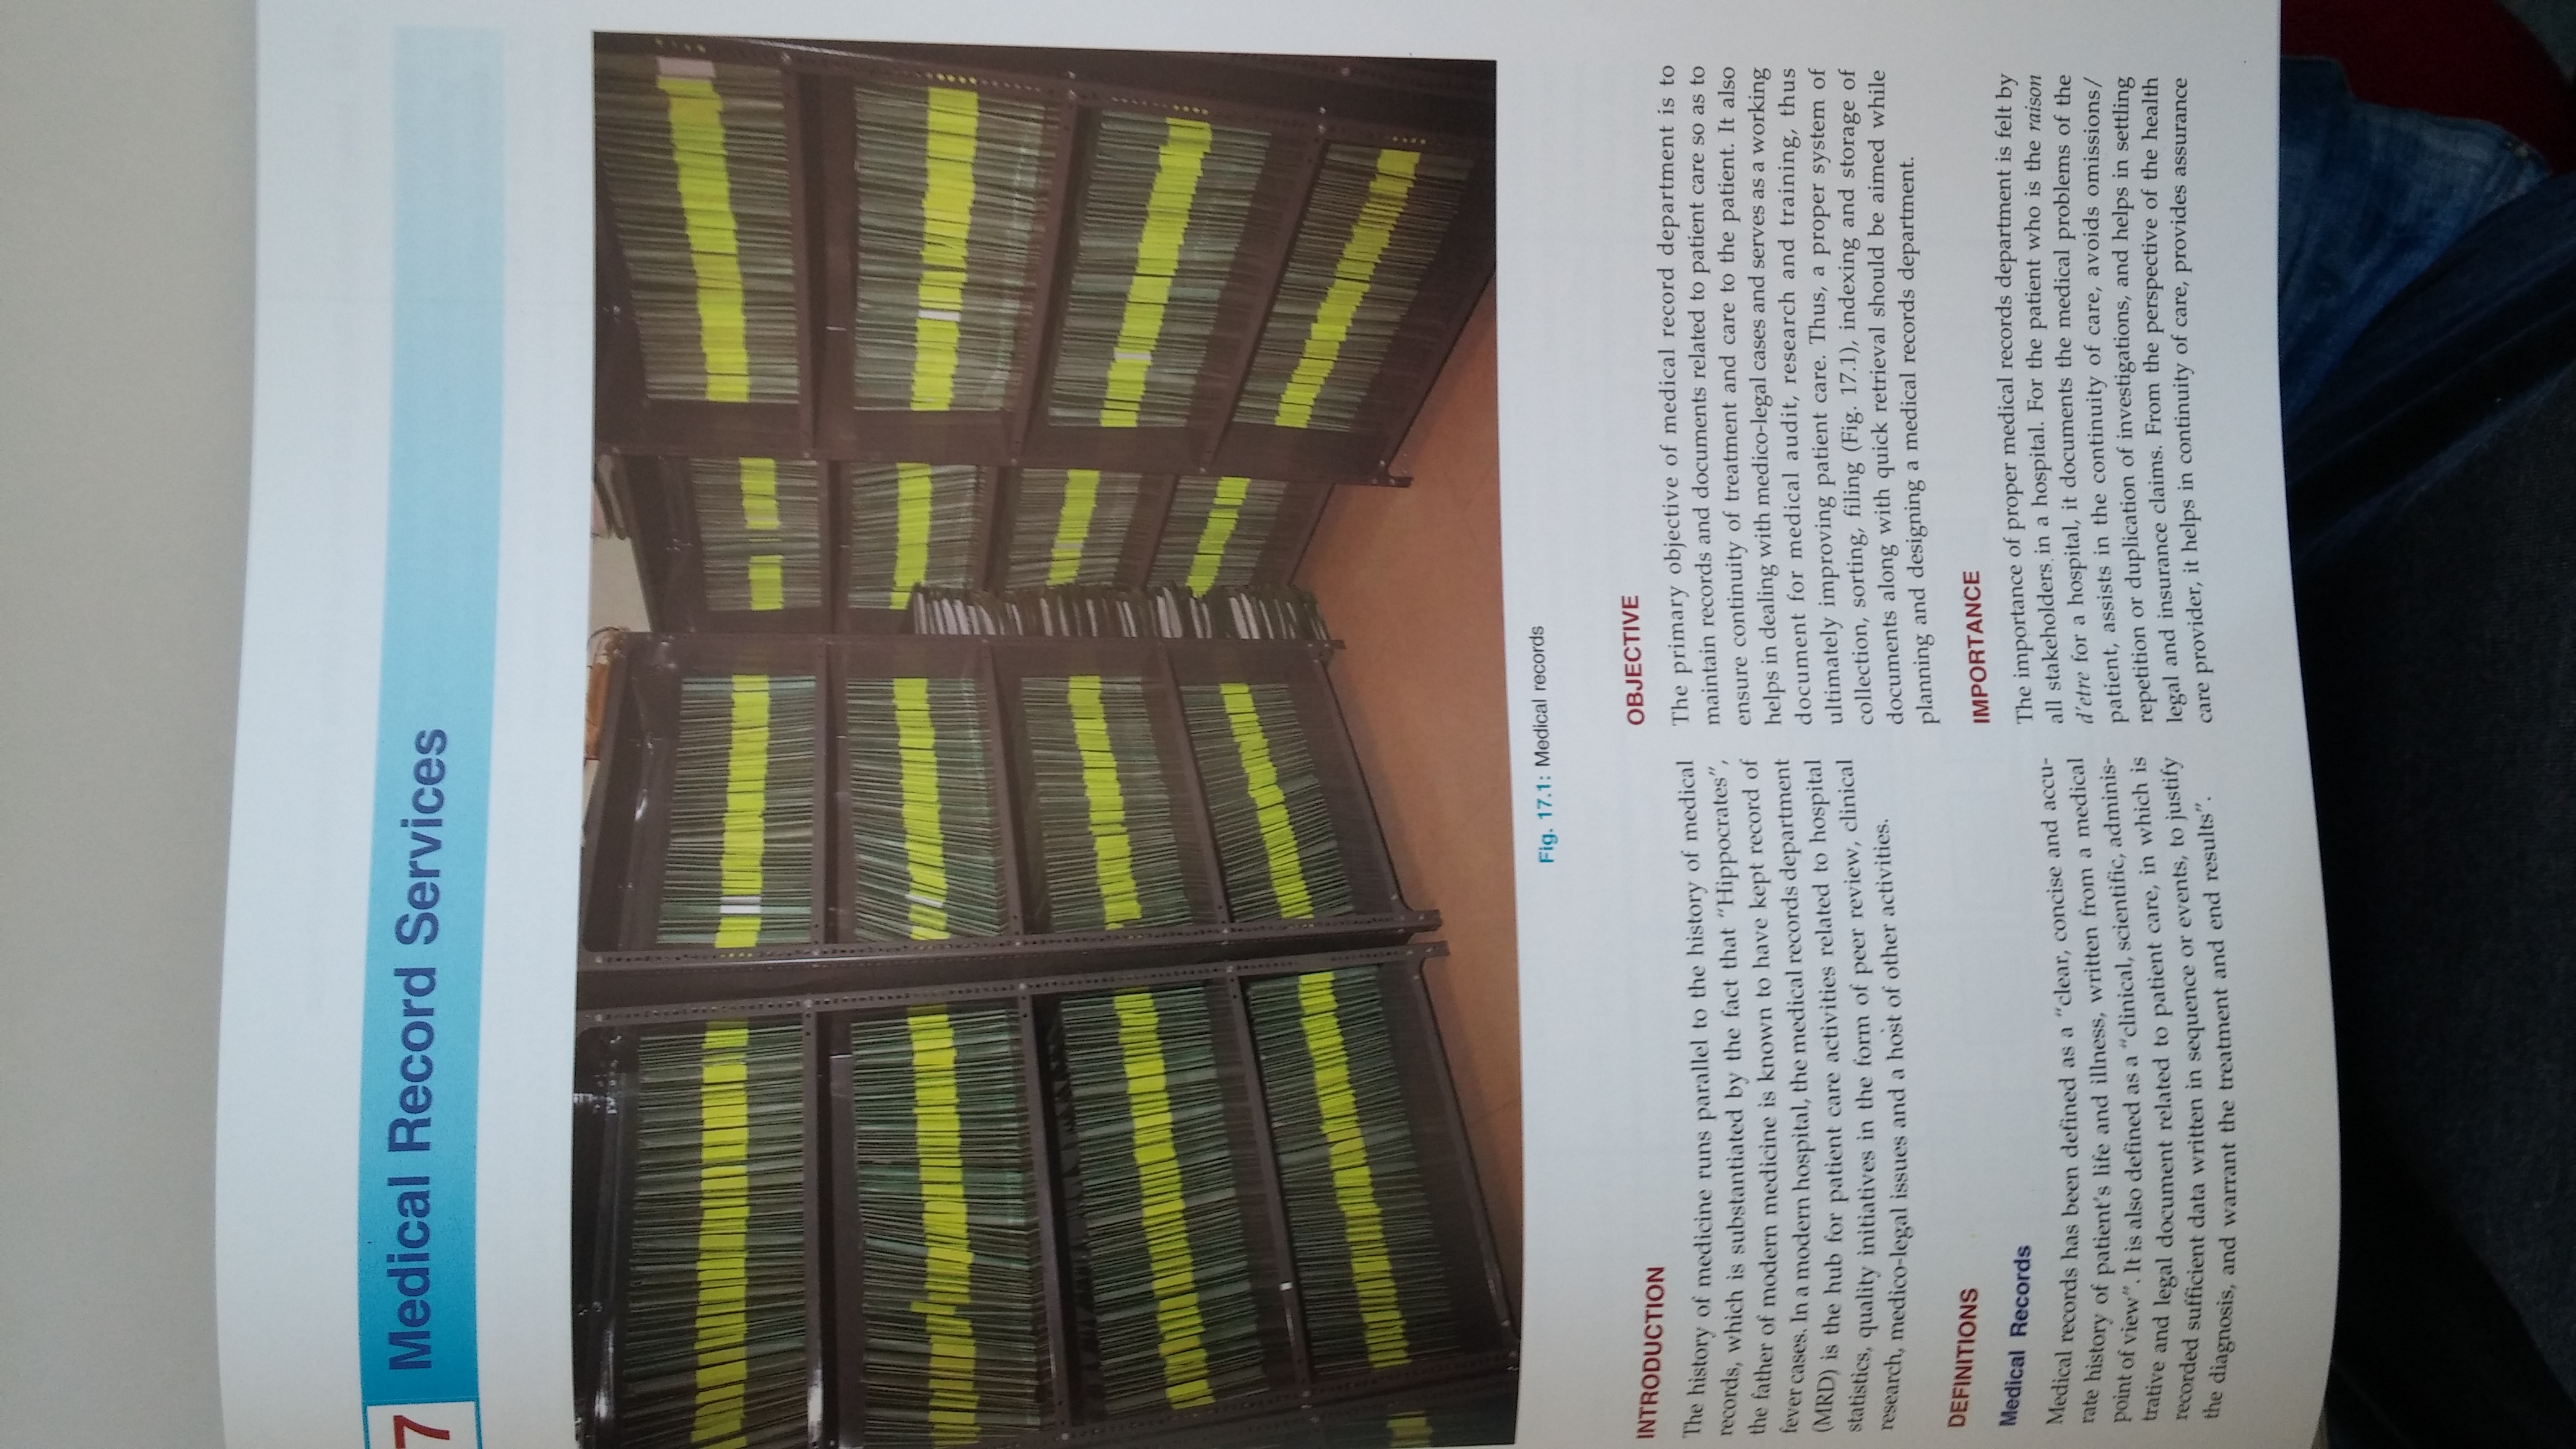 7 Medical Record Services
Fig. 17.1: Medical records
INTRODUCTION
The history of medicine runs parallel to the history of medical
records, which is substantiated by the fact that “Hippocrates”,
the father of modern medicine is known to have kept record of
fever cases. In a modern hospital, the medical records department
(MRD) is the hub for patient care activities related to hospital
statistics, quality initiatives in the form of peer review, clinical
research, medico-legal issues and a host of other activities.
DEFINITIONS
Medical Records
Medical records has been defined as a “clear, concise and accu-
rate history of patient’s life and illness, written from a medical
point of view”. It is also defined as a “clinical, scientific, adminis-
trative and legal document related to patient care, in which is
recorded sufficient data written in sequence or events, to justify
the diagnosis, and warrant the treatment and end results”.
OBJECTIVE
The primary objective of medical record department is to
maintain records and documents related to patient care so as to
ensure continuity of treatment and care to the patient. It also
helps in dealing with medico-legal cases and serves as a working
document for medical audit, research and training, thus
ultimately improving patient care. Thus, a proper system of
collection, sorting, filing (Fig. 17.1), indexing and storage of
documents along with quick retrieval should be aimed while
planning and designing a medical records department.
IMPORTANCE
The importance of proper medical records department is felt by
all stakeholders in a hospital. For the patient who is the raison
d’etre for a hospital, it documents the medical problems of the
patient, assists in the continuity of care, avoids omissions/
repetition or duplication of investigations, and helps in settling
legal and insurance claims. From the perspective of the health
care provider, it helps in continuity of care, provides assurance